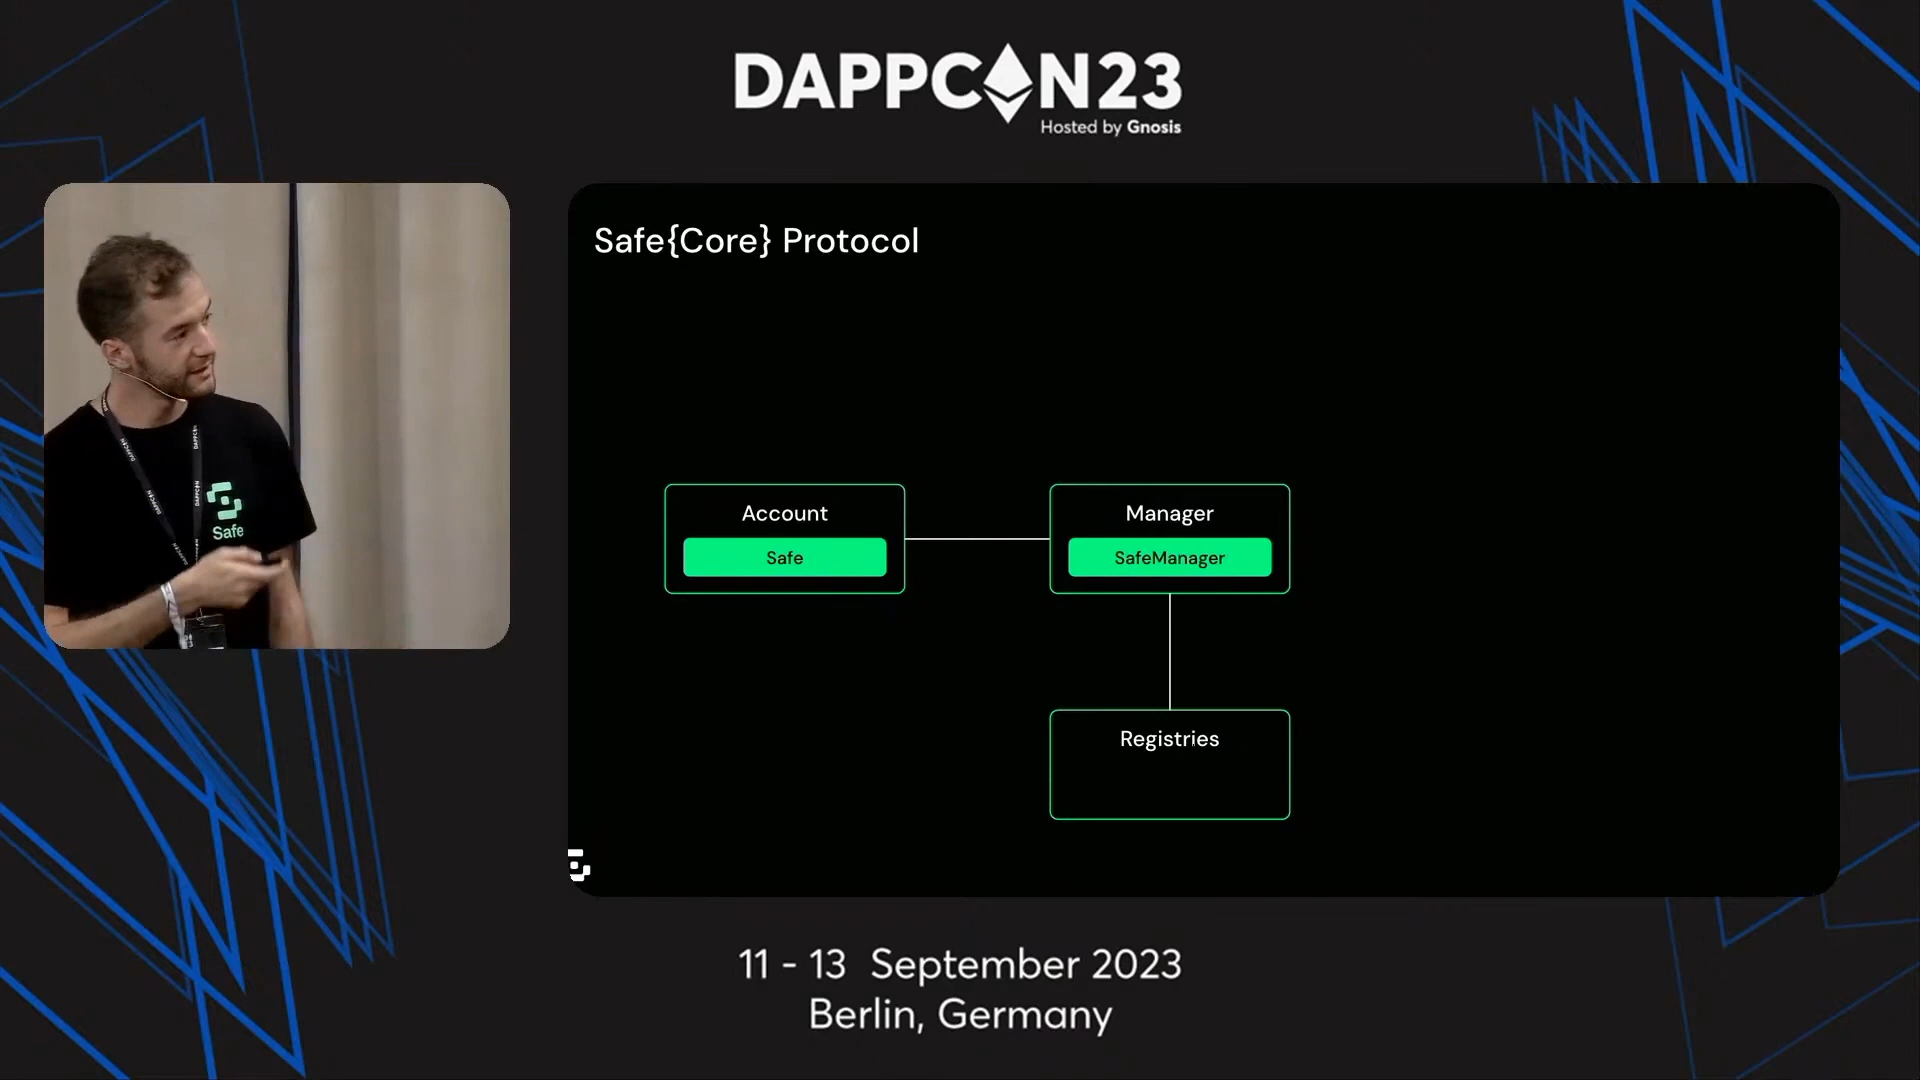 DAPPCON23
Hosted by Gnosis
Safe{Core} Protocol
Account
Safe
Manager
SafeManager
Registries
Safe
11 - 13 September 2023
Berlin, Germany